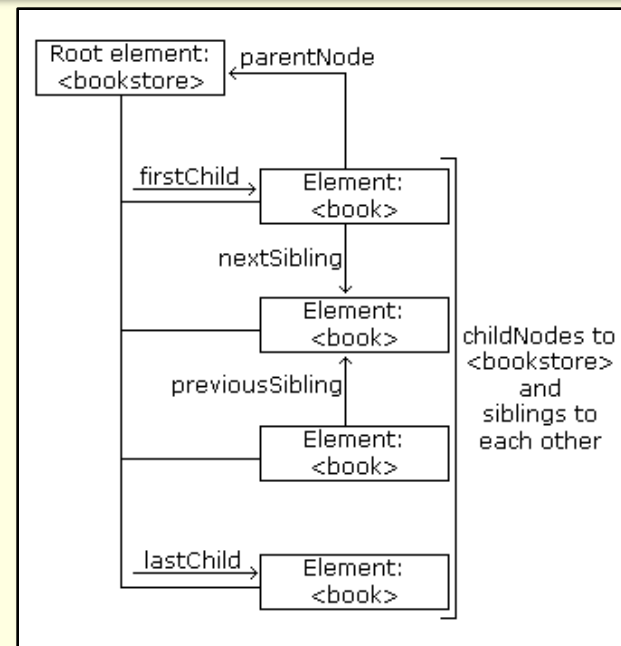 Root element:
<bookstore>
parentNode
firstChild
Element:
<book>
nextSibling
Element:
<book>
previousSibling
Element:
<book>
lastChild
Element:
<book>
childNodes to
<bookstore>
and
siblings to
each other